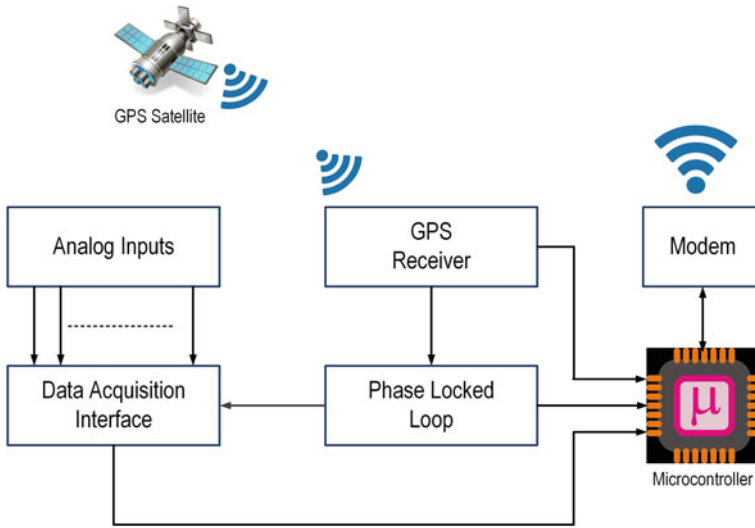 GPS Satellite
Analog Inputs
GPS
Receiver
Modem
Data Acquisition
Interface
Phase Locked
Loop
μ
Microcontroller